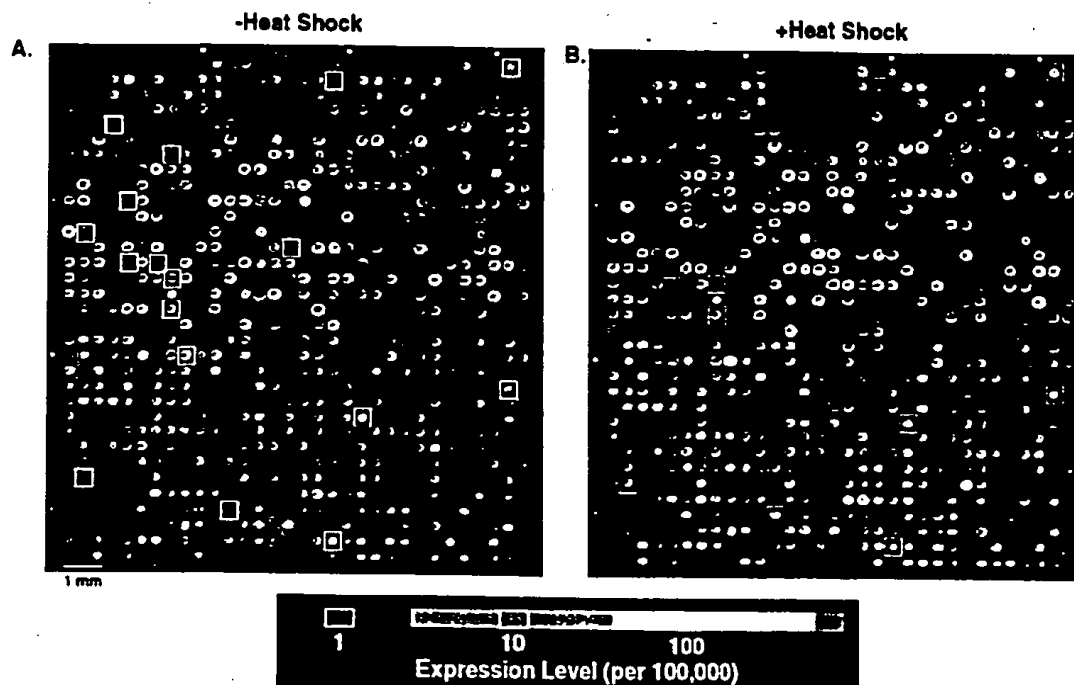 -Heat Shock
+Heat Shock
A.
B.
1 mm
1 10 100
Expression Level (per 100,000)